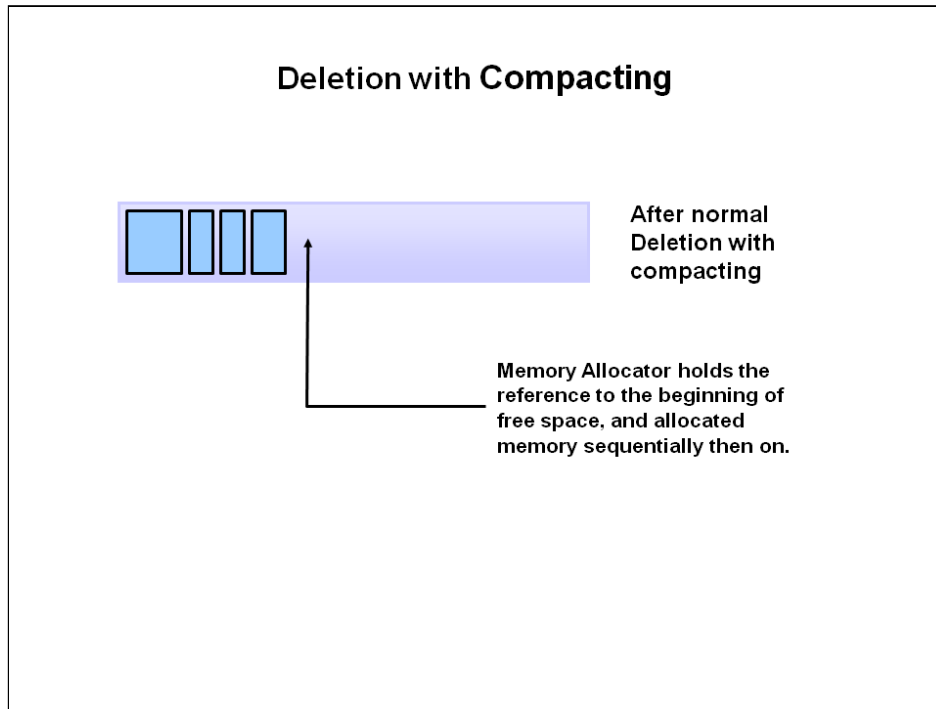 Deletion with Compacting
After normal
Deletion with
compacting
Memory Allocator holds the
reference to the beginning of
free space, and allocated
memory sequentially then on.